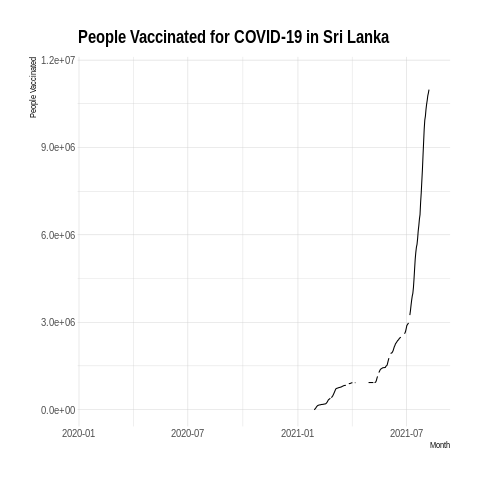 People Vaccinated for COVID-19 in Sri Lanka
People Vaccinated
1.2e+07
9.0e+06
6.0e+06
3.0e+06
0.0e+00
2020-01 2020-07 2021-01 2021-07
Month